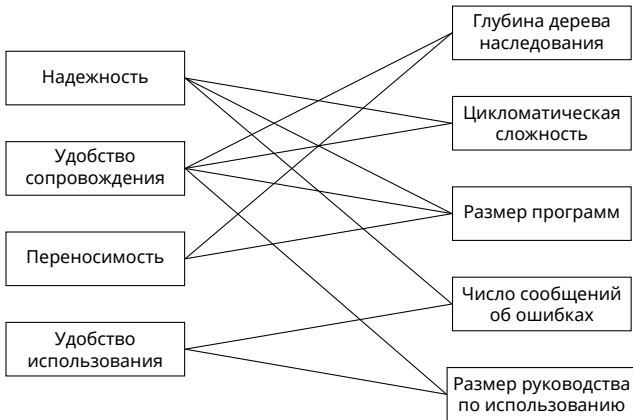 Надежность
Удобство
сопровождения
Переносимость
Удобство
использования
Глубина дерева
наследования
Цикломатическая
сложность
Размер программ
Число сообщений
об ошибках
Размер руководства
по использованию